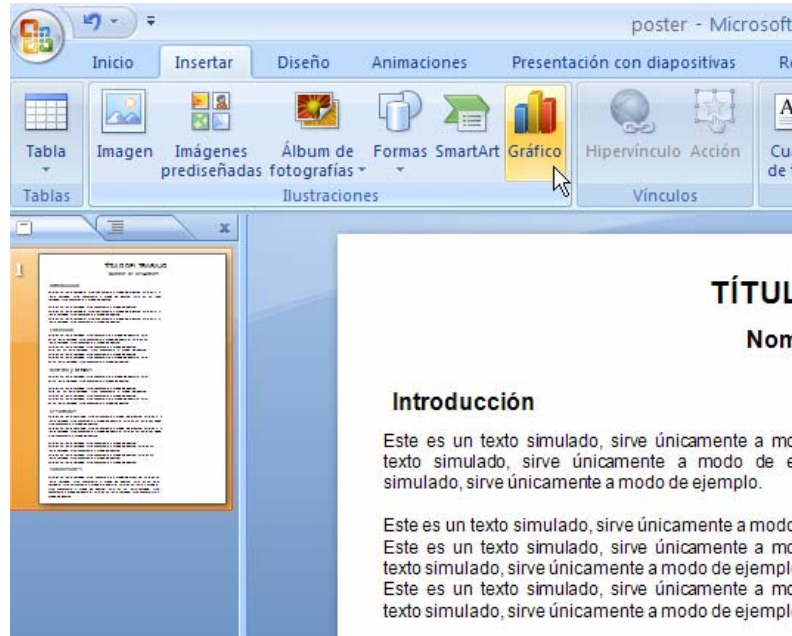 poster - Microsoft
Inicio Insertar Diseño Animaciones Presentación con diapositivas
Tabla Imagen Imágenes prediseñadas Álbum de fotografías Formas SmartArt Gráfico Hipervínculo Acción
Tablas Ilustraciones Vínculos
1
TÍTUL
Nom
Introducción
Este es un texto simulado, sirve únicamente a mo
texto simulado, sirve únicamente a modo de e
simulado, sirve únicamente a modo de ejemplo.
Este es un texto simulado, sirve únicamente a modo
Este es un texto simulado, sirve únicamente a mo
texto simulado, sirve únicamente a modo de ejempl
Este es un texto simulado, sirve únicamente a mo
texto simulado, sirve únicamente a modo de ejempl